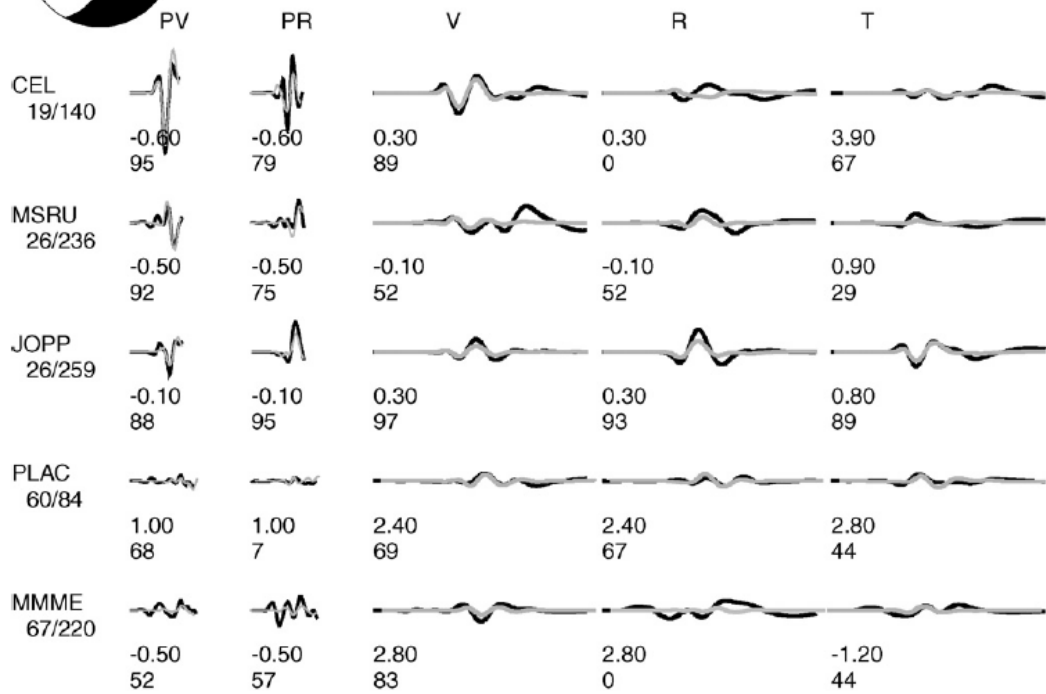 PV PR V R T
CEL
19/140
-0.60 -0.60 0.30 0.30 3.90
95 79 89 0 67
MSRU
26/236
-0.50 -0.50 -0.10 -0.10 0.90
92 75 52 52 29
JOPP
26/259
-0.10 -0.10 0.30 0.30 0.80
88 95 97 93 89
PLAC
60/84
1.00 1.00 2.40 2.40 2.80
68 7 69 67 44
MMME
67/220
-0.50 -0.50 2.80 2.80 -1.20
52 57 83 0 44